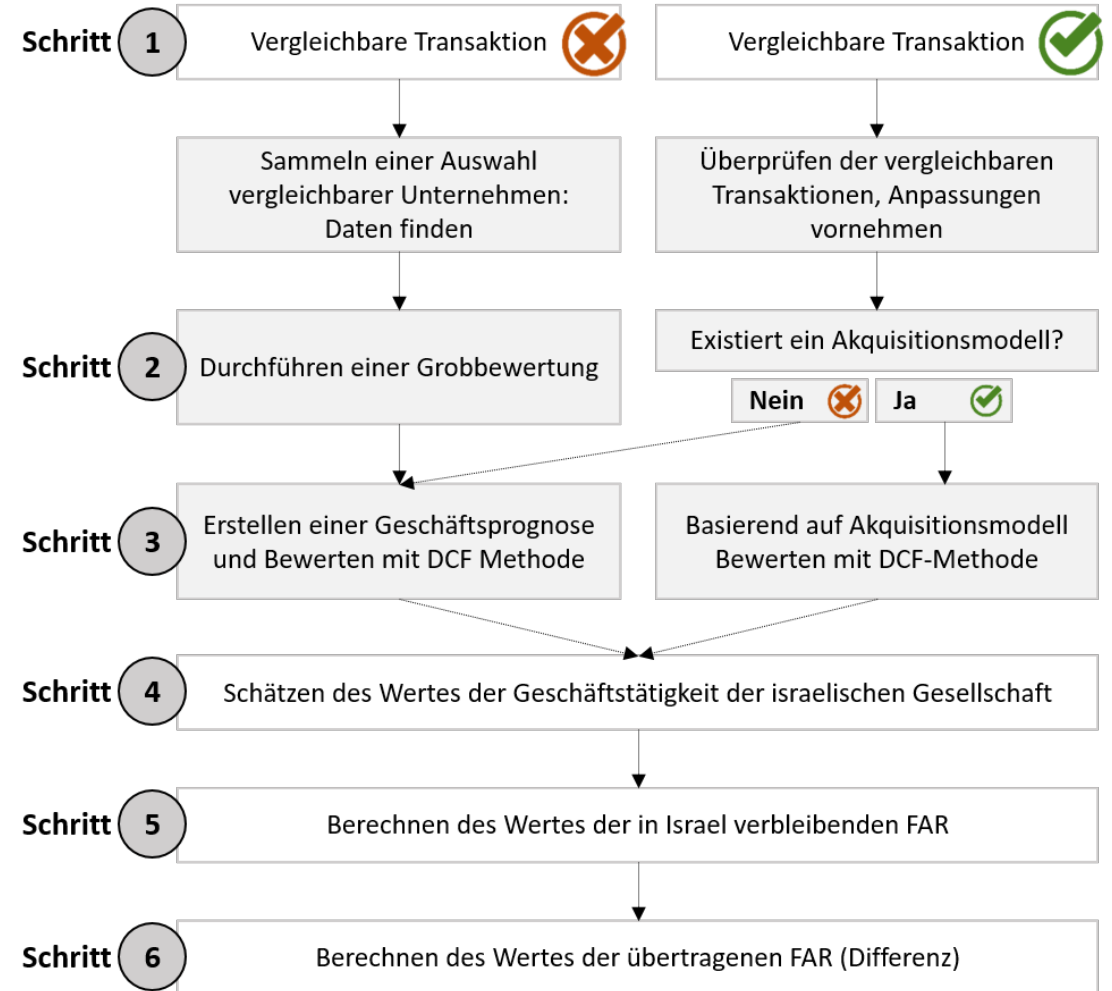 Schritt 1
Vergleichbare Transaktion
Vergleichbare Transaktion
Sammeln einer Auswahl
vergleichbarer Unternehmen:
Daten finden
Überprüfen der vergleichbaren
Transaktionen, Anpassungen
vornehmen
Schritt 2
Durchführen einer Grobbewertung
Existiert ein Akquisitionsmodell?
Nein
Ja
Schritt 3
Erstellen einer Geschäftsprognose
und Bewerten mit DCF Methode
Basierend auf Akquisitionsmodell
Bewerten mit DCF-Methode
Schritt 4
Schätzen des Wertes der Geschäftstätigkeit der israelischen Gesellschaft
Schritt 5
Berechnen des Wertes der in Israel verbleibenden FAR
Schritt 6
Berechnen des Wertes der übertragenen FAR (Differenz)